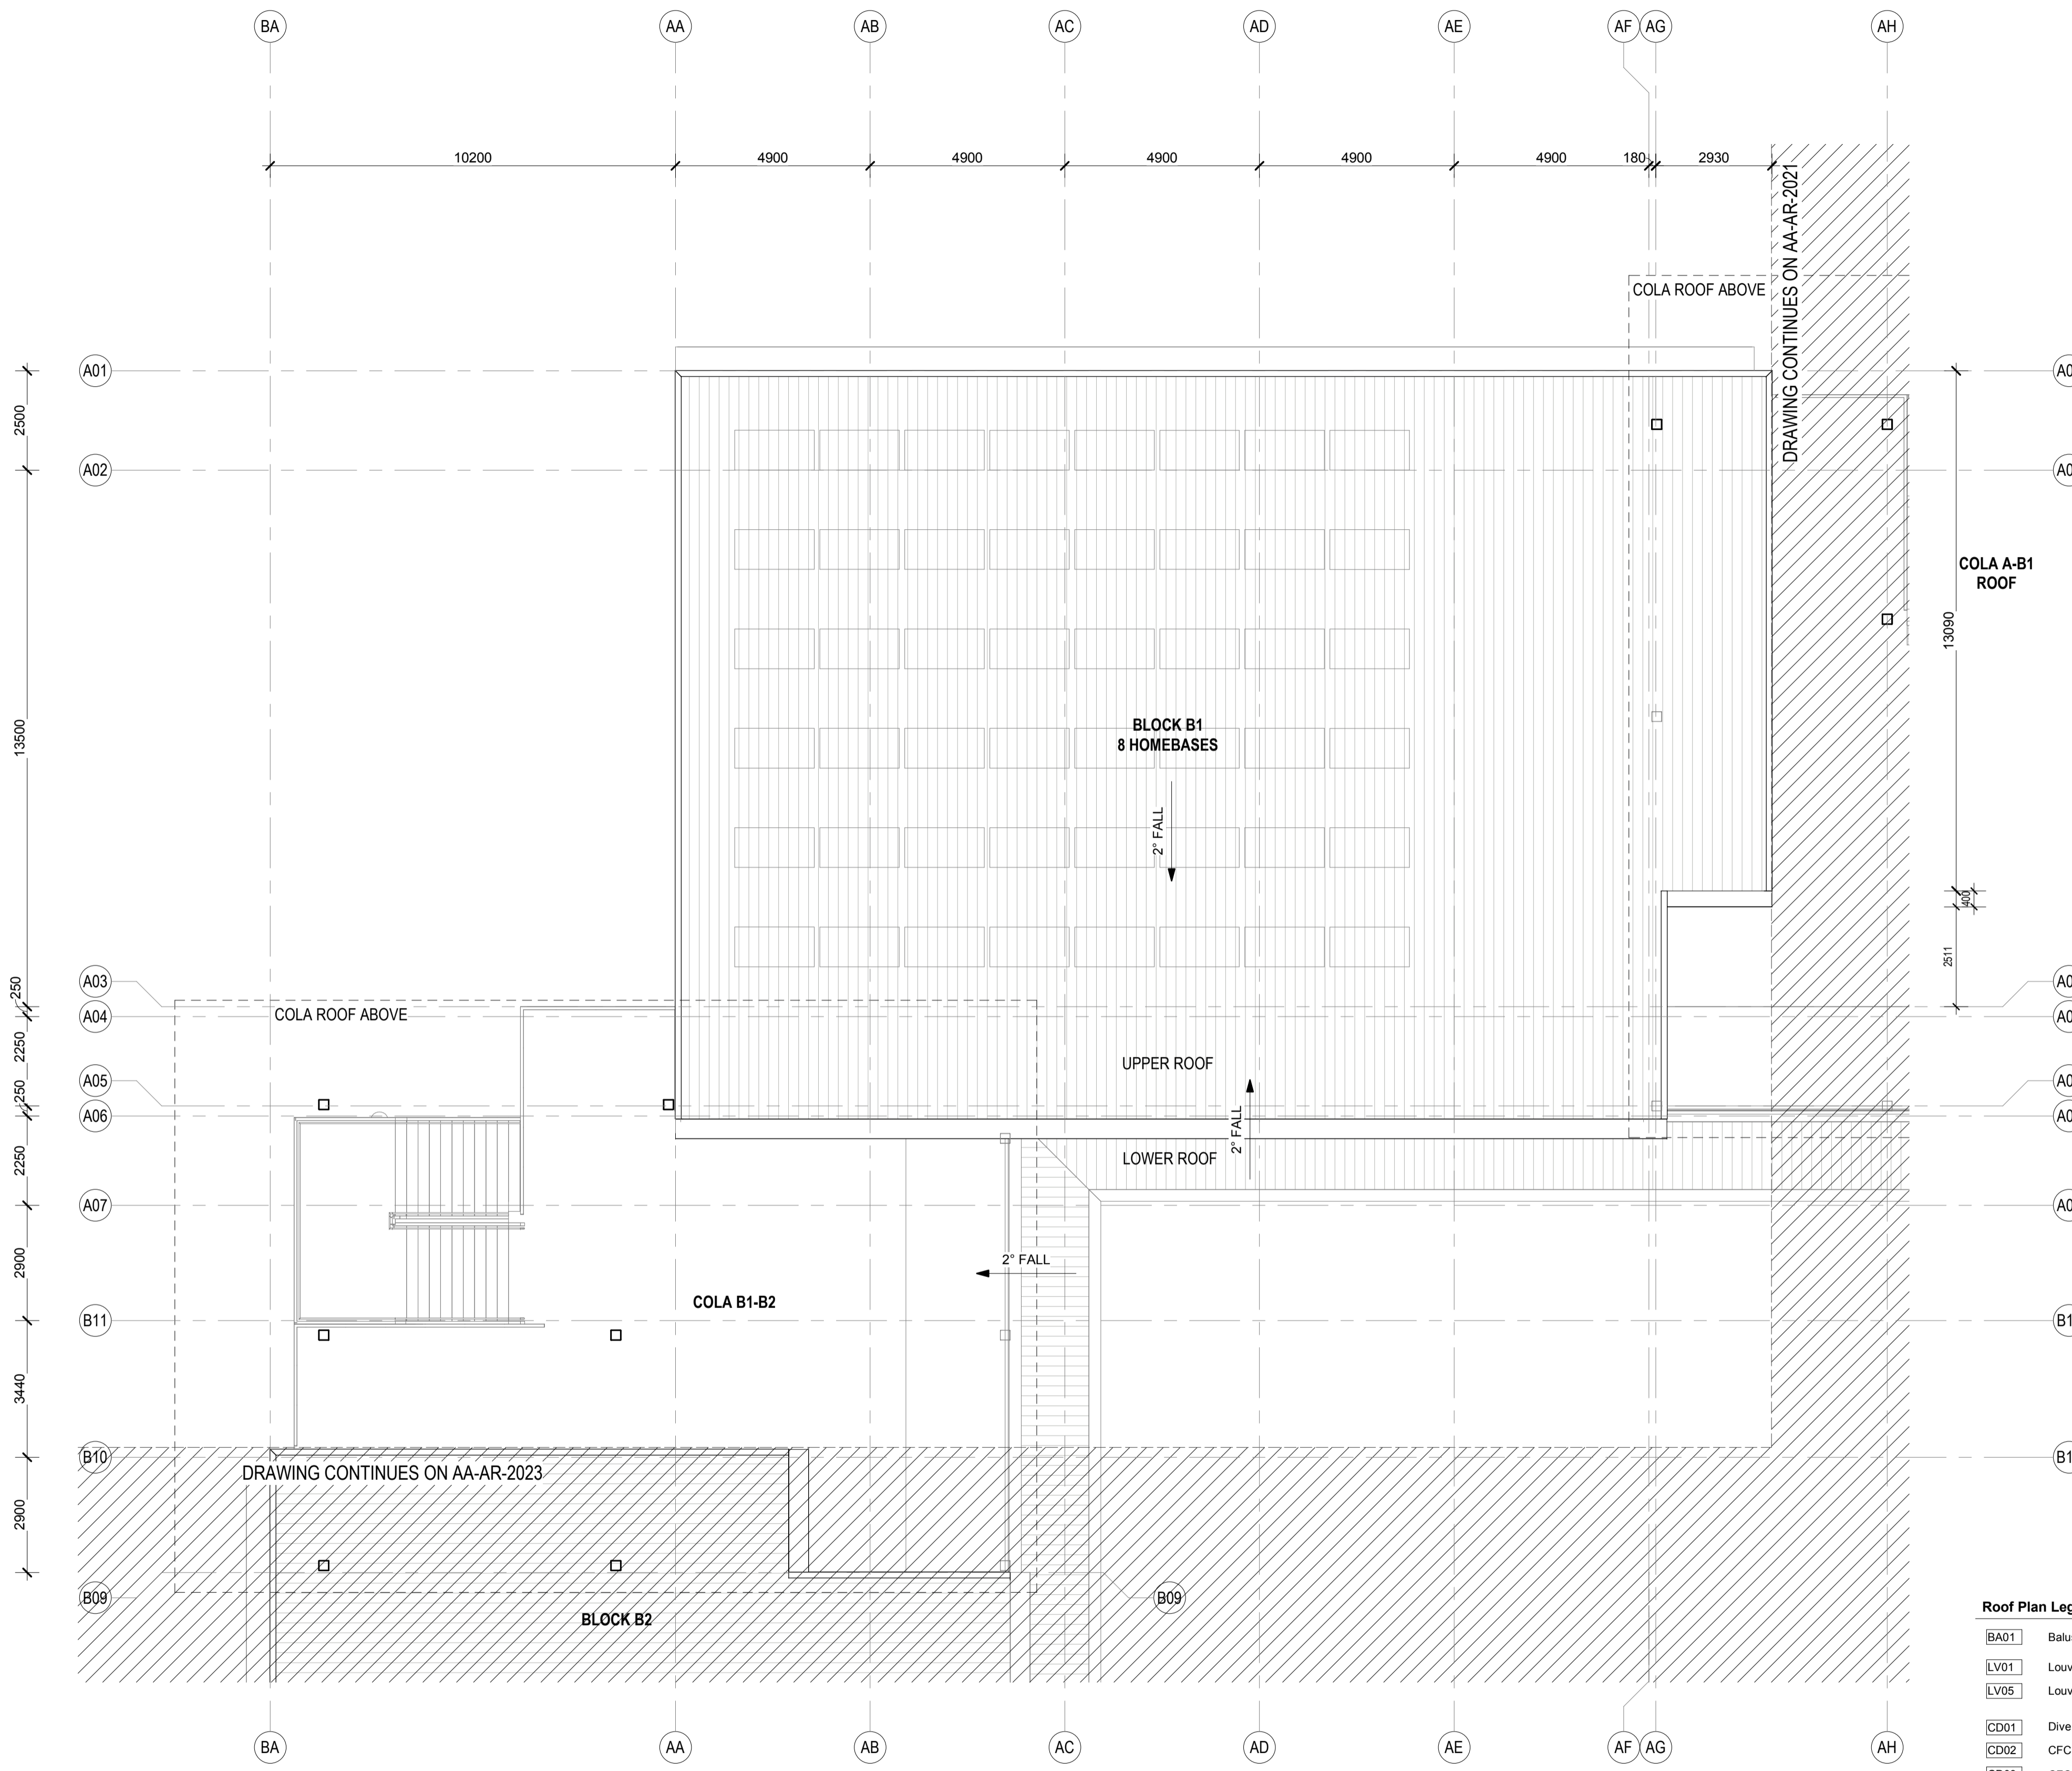 BA AA AB AC AD AE AF AG AH
10200 4900 4900 4900 4900 4900 180 2930
DRAWING CONTINUES ON AA-AR-2021
COLA ROOF ABOVE
A01
2500
A02
COLA A-B1
ROOF
13090
13500
BLOCK B1
8 HOMEBASES
2° FALL
400
2511
A03
250
A04
COLA ROOF ABOVE
2250
UPPER ROOF
A05
250
A06
2° FALL
LOWER ROOF
2250
A07
2900
2° FALL
COLA B1-B2
B11
3440
B10
DRAWING CONTINUES ON AA-AR-2023
2900
B09 B09
BLOCK B2
Roof Plan Leg
BA01 Balu
LV01 Louv
LV05 Louv
CD01 Dive
CD02 CFC
BA AA AB AC AD AE AF AG AH